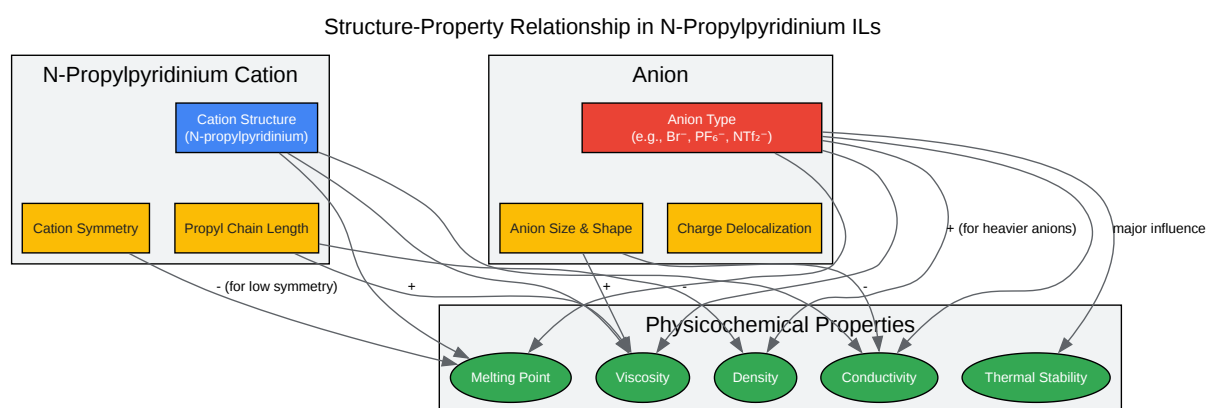 Structure-Property Relationship in N-Propylpyridinium ILs
N-Propylpyridinium Cation
Anion
Cation Structure
(N-propylpyridinium)
Anion Type
(e.g., Br⁻, PF₆⁻, NTf₂⁻)
Cation Symmetry
Propyl Chain Length
Anion Size & Shape
Charge Delocalization
+ (for heavier anions)
major influence
- (for low symmetry)
+
+
-
-
Physicochemical Properties
Melting Point
Viscosity
Density
Conductivity
Thermal Stability